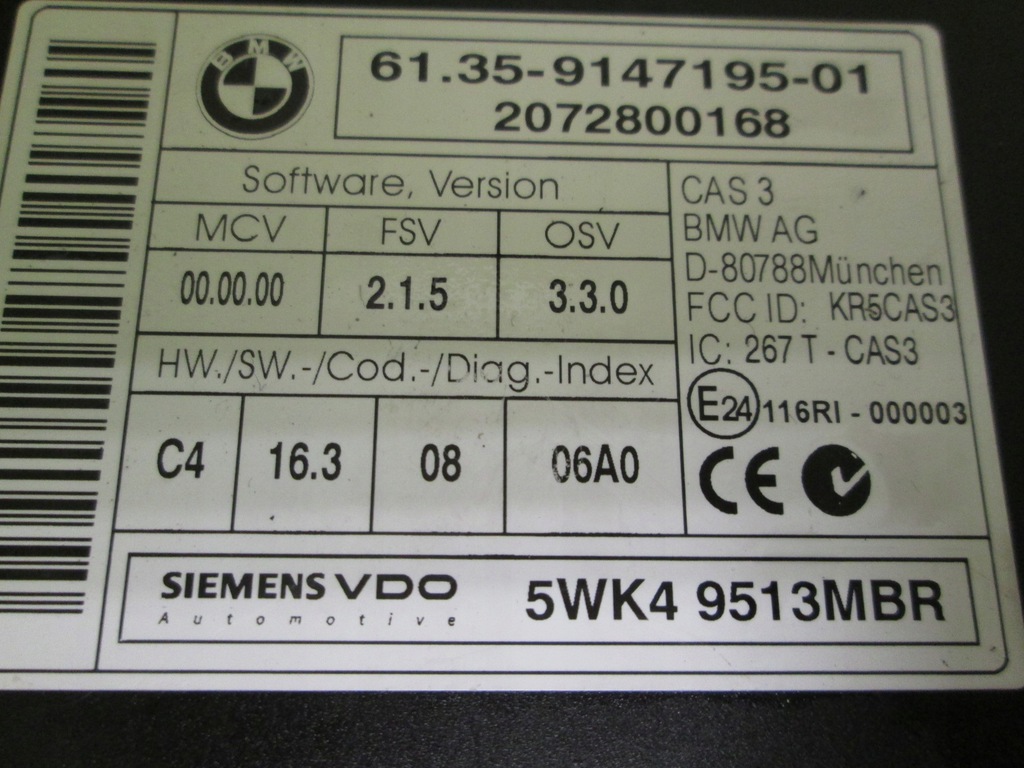 BMW
61.35-9147195-01
2072800168
Software, Version
MCV FSV OSV
00.00.00 2.1.5 3.3.0
HW./SW.-/Cod.-/Diag.-Index
C4 16.3 08 06A0
CAS 3
BMW AG
D-80788München
FCC ID: KR5CAS3
IC: 267 T - CAS3
E24 116RI - 000003
CE
SIEMENS VDO
Automotive
5WK4 9513MBR